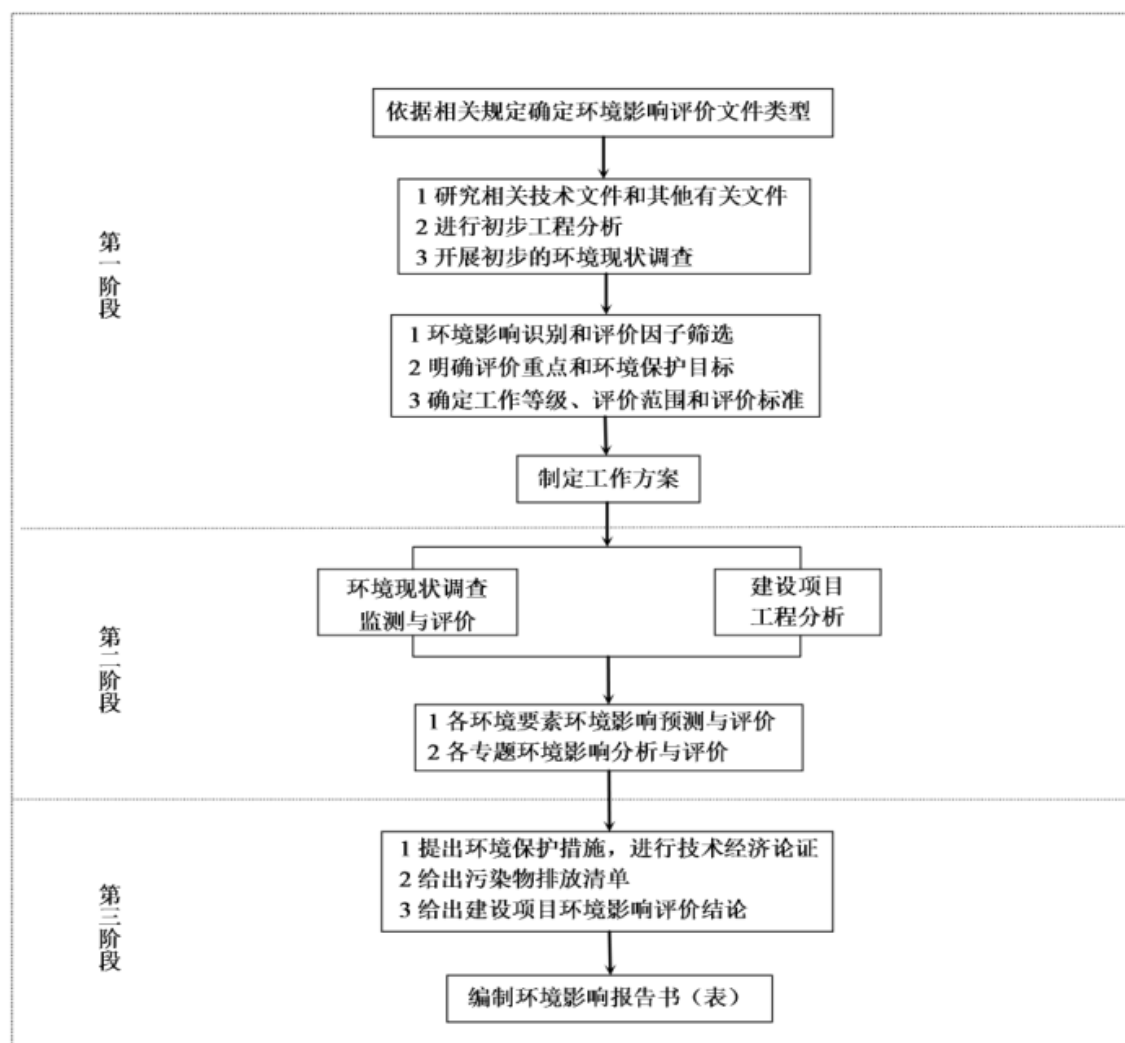 依据相关规定确定环境影响评价文件类型
第一阶段
1 研究相关技术文件和其他有关文件
2 进行初步工程分析
3 开展初步的环境现状调查
1 环境影响识别和评价因子筛选
2 明确评价重点和环境保护目标
3 确定工作等级、评价范围和评价标准
制定工作方案
第二阶段
环境现状调查
监测与评价
建设项目
工程分析
1 各环境要素环境影响预测与评价
2 各专题环境影响分析与评价
第三阶段
1 提出环境保护措施，进行技术经济论证
2 给出污染物排放清单
3 给出建设项目环境影响评价结论
编制环境影响报告书（表）